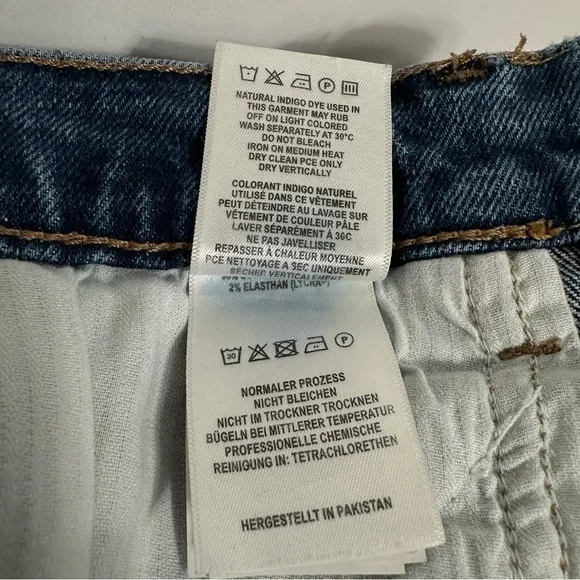 NATURAL INDIGO DYE USED IN
THIS GARMENT MAY RUB
OFF ON LIGHT COLORED
WASH SEPARATELY AT 30°C
DO NOT BLEACH
IRON ON MEDIUM HEAT
DRY CLEAN PCE ONLY
DRY VERTICALLY
COLORANT INDIGO NATUREL
UTILISÉ DANS CE VÊTEMENT
PEUT DÉTEINDRE AU LAVAGE SUR
VÊTEMENT DE COULEUR PÂLE
LAVER SÉPARÉMENT À 30C
NE PAS JAVELLISER
REPASSER À CHALEUR MOYENNE
PCE NETTOYAGE A SEC UNIQUEMENT
SÉCHER VERTICALEMENT
2% ELASTHAN (LYCRA®)
30
P
NORMALER PROZESS
NICHT BLEICHEN
NICHT IM TROCKNER TROCKNEN
BÜGELN BEI MITTLERER TEMPERATUR
PROFESSIONELLE CHEMISCHE
REINIGUNG IN: TETRACHLORETHEN
HERGESTELLT IN PAKISTAN